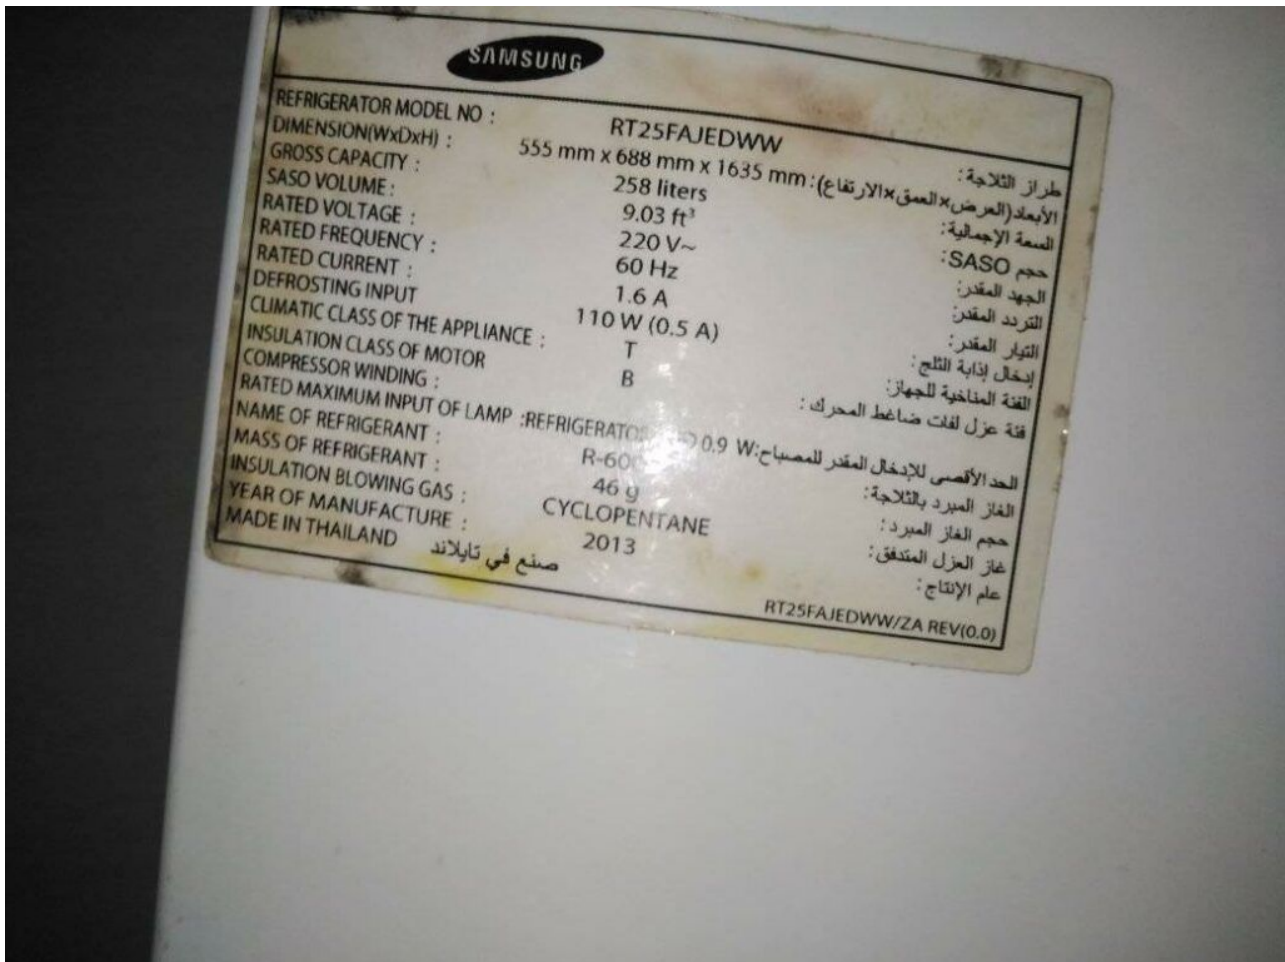 SAMSUNG
REFRIGERATOR MODEL NO : RT25FAJEDWW طراز الثلاجة :
DIMENSION(WxDxH) : 555 mm x 688 mm x 1635 mm :الأبعاد(العرض×العمق×الارتفاع)
GROSS CAPACITY : 258 liters السعة الإجمالية:
SASO VOLUME : 9.03 ft³ حجم SASO:
RATED VOLTAGE : 220 V~ الجهد المقدر:
RATED FREQUENCY : 60 Hz التردد المقدر:
RATED CURRENT : 1.6 A التيار المقدر:
DEFROSTING INPUT 110 W (0.5 A) إدخال إذابة الثلج :
CLIMATIC CLASS OF THE APPLIANCE : T الفئة المناخية للجهاز:
INSULATION CLASS OF MOTOR B فئة عزل لفات ضاغط المحرك :
COMPRESSOR WINDING :
RATED MAXIMUM INPUT OF LAMP :REFRIGERATOR 0.9 W:الحد الأقصى للإدخال المقدر للمصباح
NAME OF REFRIGERANT : الغاز المبرد بالثلاجة:
MASS OF REFRIGERANT : 46 g حجم الغاز المبرد :
INSULATION BLOWING GAS : CYCLOPENTANE غاز العزل المتدفق :
YEAR OF MANUFACTURE : 2013 عام الإنتاج :
MADE IN THAILAND صنع في تايلاند
RT25FAJEDWW/ZA REV(0.0)